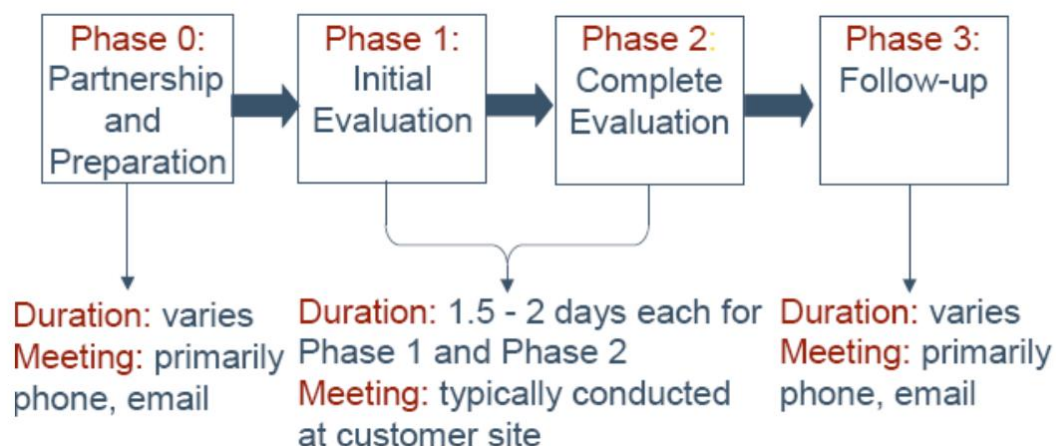 Phase 0:
Partnership
and
Preparation
Phase 1:
Initial
Evaluation
Phase 2:
Complete
Evaluation
Phase 3:
Follow-up
Duration: varies
Meeting: primarily
phone, email
Duration: 1.5 - 2 days each for
Phase 1 and Phase 2
Meeting: typically conducted
at customer site
Duration: varies
Meeting: primarily
phone, email